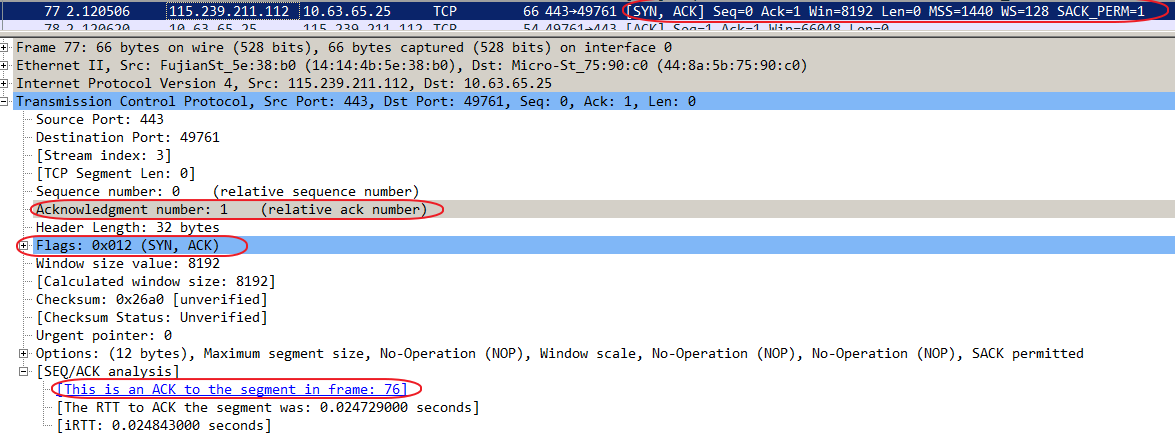 77 2.120506 115.239.211.112 10.63.65.25 TCP 66 443→49761 [SYN, ACK] Seq=0 Ack=1 Win=8192 Len=0 MSS=1440 WS=128 SACK_PERM=1
78 2.120620 10.63.65.25 115.239.211.112 TCP 54 49761→443 [ACK] Seq=1 Ack=1 Win=66048 Len=0
Frame 77: 66 bytes on wire (528 bits), 66 bytes captured (528 bits) on interface 0
Ethernet II, Src: FujianSt_5e:38:b0 (14:14:4b:5e:38:b0), Dst: Micro-St_75:90:c0 (44:8a:5b:75:90:c0)
Internet Protocol Version 4, Src: 115.239.211.112, Dst: 10.63.65.25
Transmission Control Protocol, Src Port: 443, Dst Port: 49761, Seq: 0, Ack: 1, Len: 0
Source Port: 443
Destination Port: 49761
[Stream index: 3]
[TCP Segment Len: 0]
Sequence number: 0 (relative sequence number)
Acknowledgment number: 1 (relative ack number)
Header Length: 32 bytes
Flags: 0x012 (SYN, ACK)
Window size value: 8192
[Calculated window size: 8192]
Checksum: 0x26a0 [unverified]
[Checksum Status: Unverified]
Urgent pointer: 0
Options: (12 bytes), Maximum segment size, No-Operation (NOP), Window scale, No-Operation (NOP), No-Operation (NOP), SACK permitted
[SEQ/ACK analysis]
[This is an ACK to the segment in frame: 76]
[The RTT to ACK the segment was: 0.024729000 seconds]
[iRTT: 0.024843000 seconds]